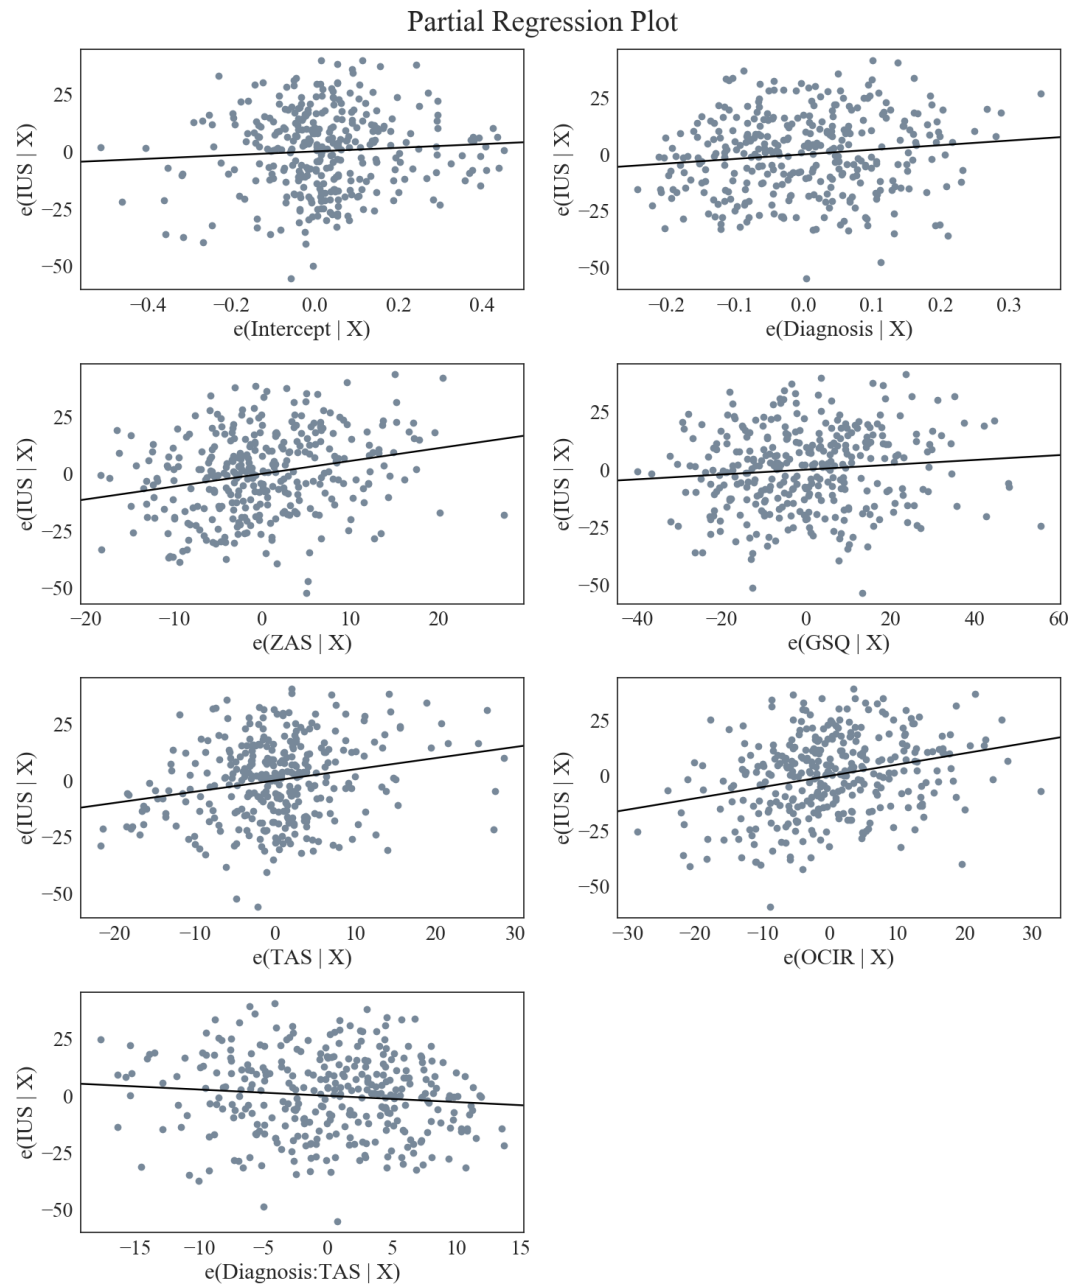 Partial Regression Plot
25
0
−25
−50
e(IUS | X)
−0.4 −0.2 0.0 0.2 0.4
e(Intercept | X)
25
0
−25
−50
e(IUS | X)
−0.2 −0.1 0.0 0.1 0.2 0.3
e(Diagnosis | X)
25
0
−25
−50
e(IUS | X)
−20 −10 0 10 20
e(ZAS | X)
25
0
−25
−50
e(IUS | X)
−40 −20 0 20 40 60
e(GSQ | X)
25
0
−25
−50
e(IUS | X)
−20 −10 0 10 20 30
e(TAS | X)
25
0
−25
−50
e(IUS | X)
−30 −20 −10 0 10 20 30
e(OCIR | X)
25
0
−25
−50
e(IUS | X)
−15 −10 −5 0 5 10 15
e(Diagnosis:TAS | X)